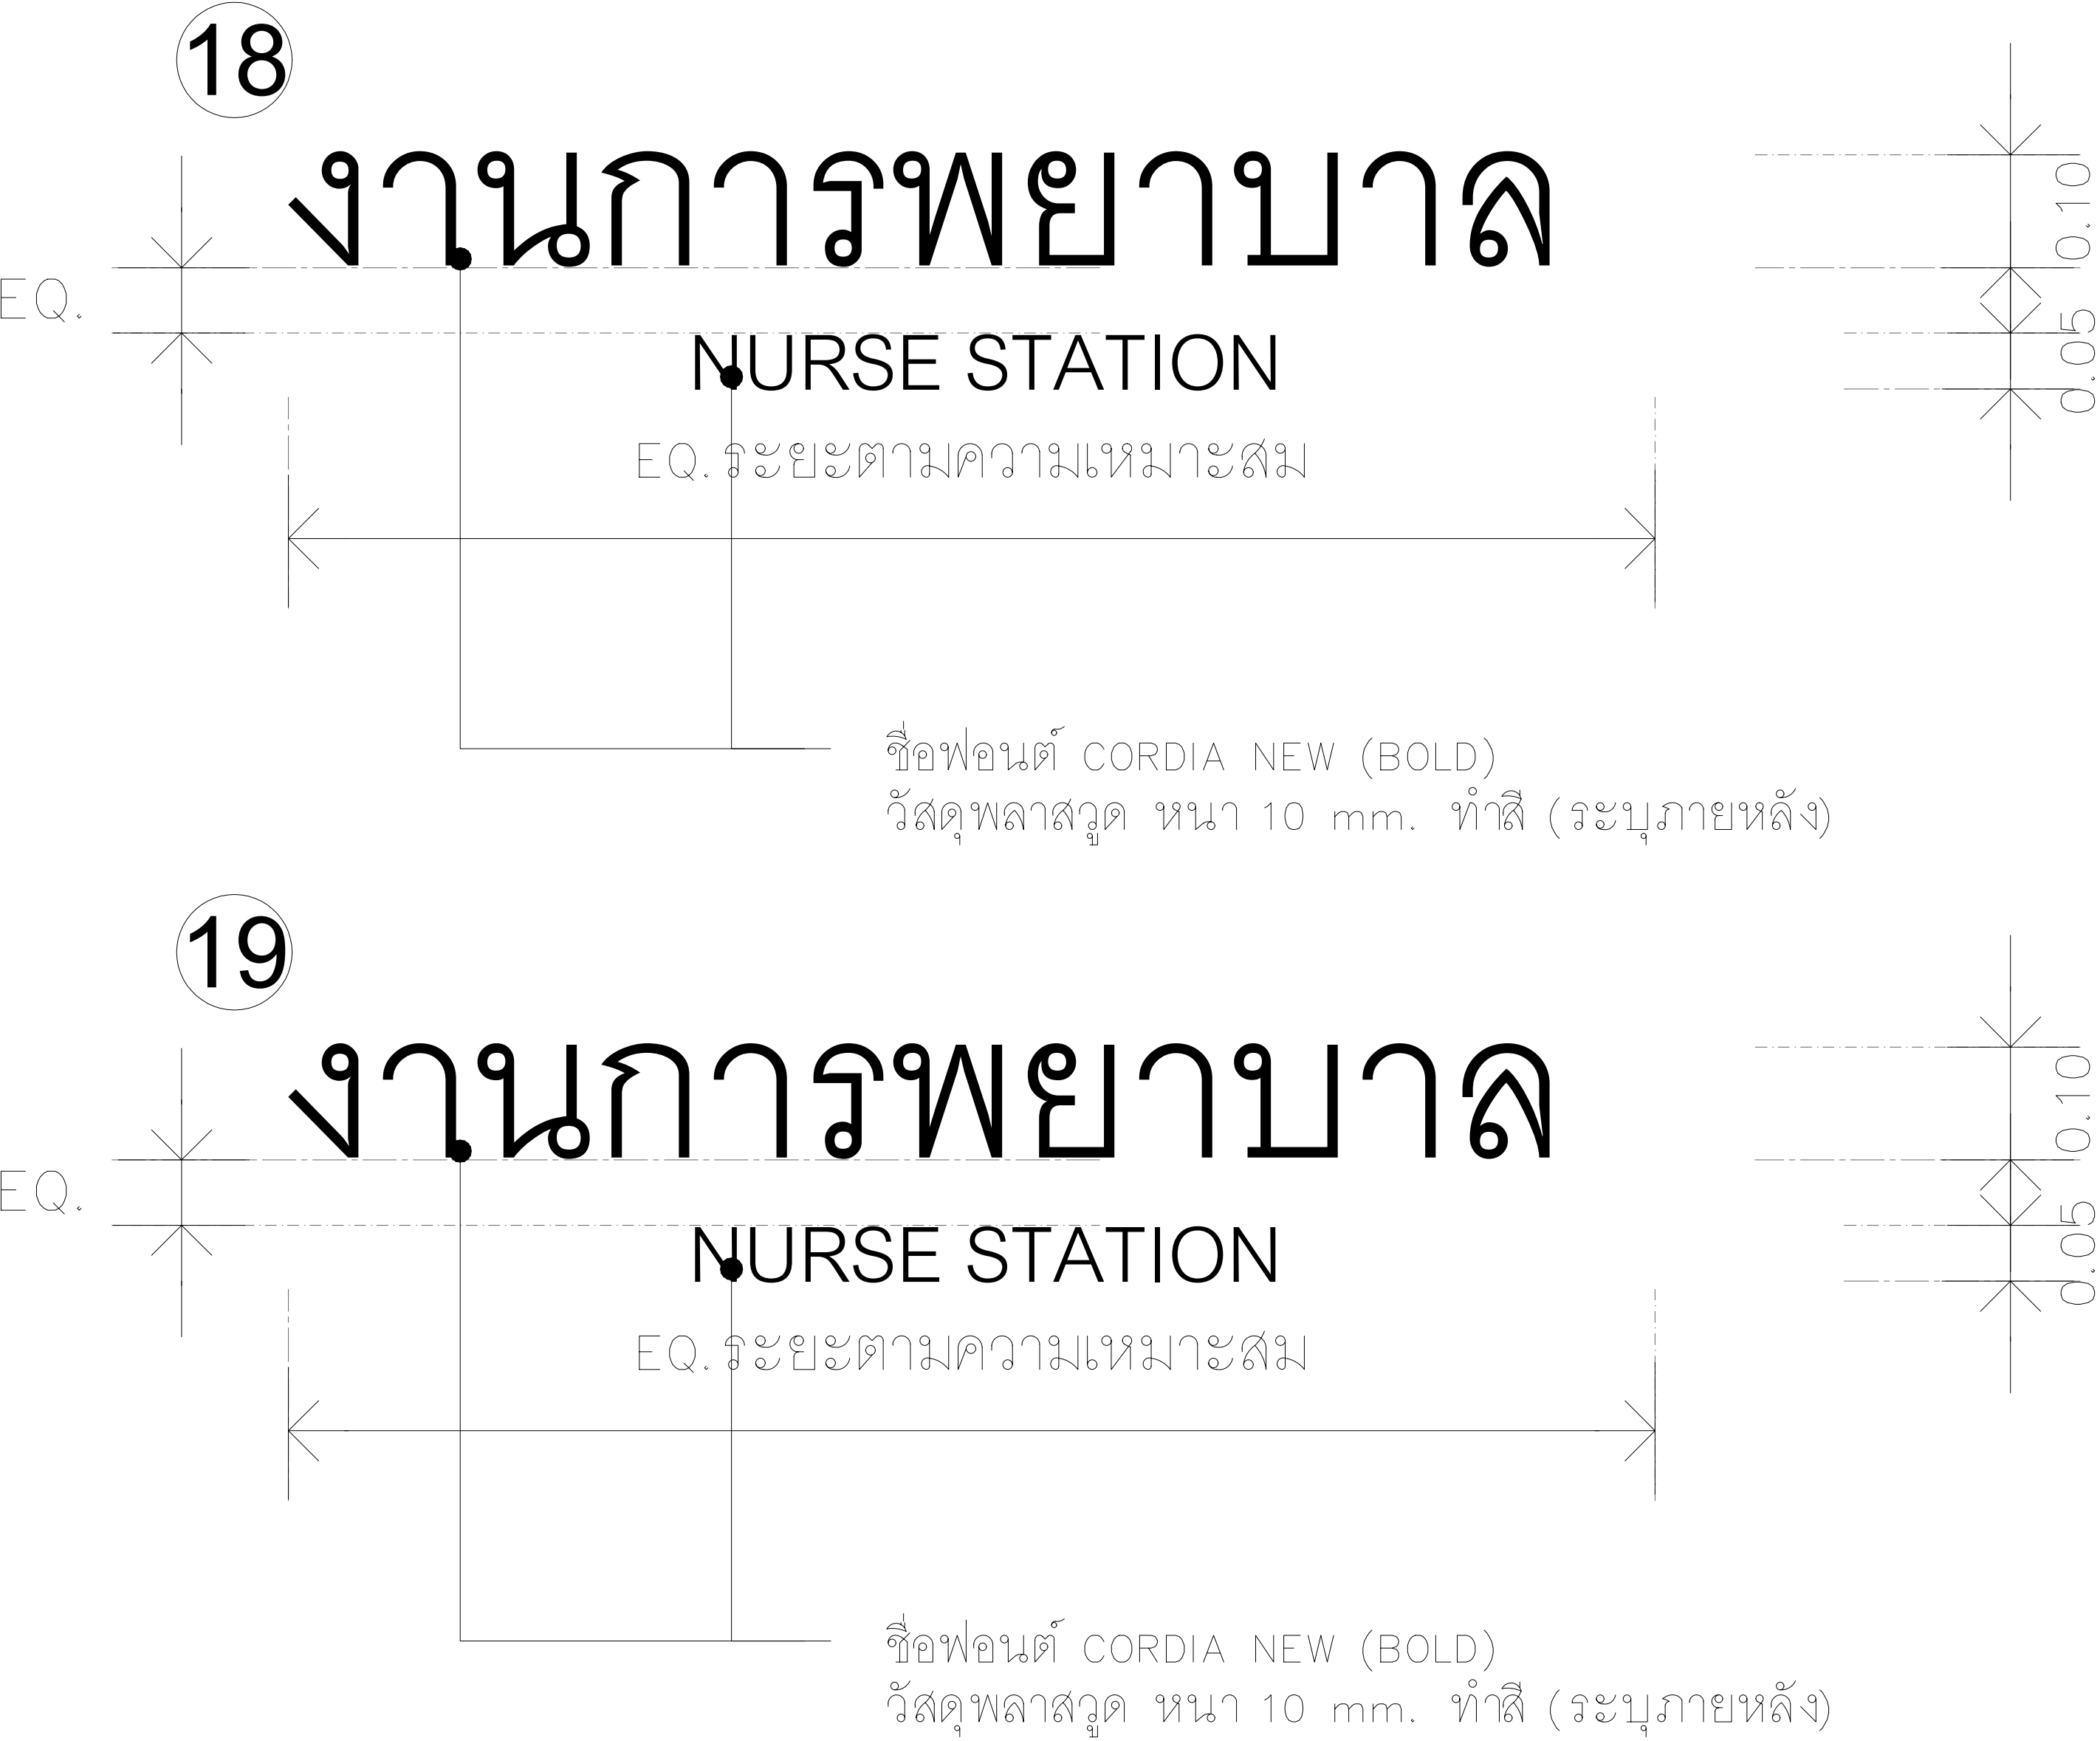 18
งานการพยาบาล
0.10
EQ.
NURSE STATION
0.05
EQ.ระยะตามความเหมาะสม
ชื่อฟอนต์ CORDIA NEW (BOLD)
วัสดุพลาสวูด หนา 10 mm. ทำสี (ระบุภายหลัง)
19
งานการพยาบาล
0.10
EQ.
NURSE STATION
0.05
EQ.ระยะตามความเหมาะสม
ชื่อฟอนต์ CORDIA NEW (BOLD)
วัสดุพลาสวูด หนา 10 mm. ทำสี (ระบุภายหลัง)